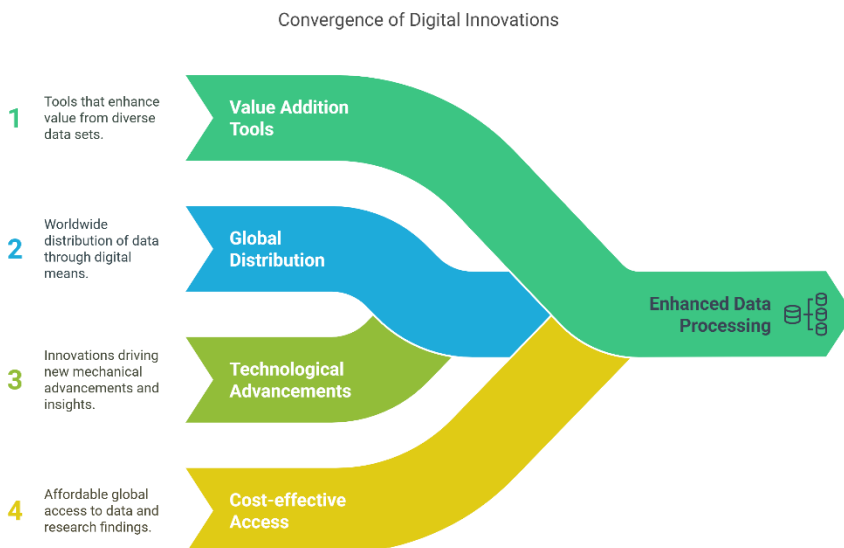 Convergence of Digital Innovations
1
Tools that enhance
value from diverse
data sets.
Value Addition
Tools
2
Worldwide
distribution of data
through digital
means.
Global
Distribution
Enhanced Data
Processing
3
Innovations driving
new mechanical
advancements and
insights.
Technological
Advancements
4
Affordable global
access to data and
research findings.
Cost-effective
Access